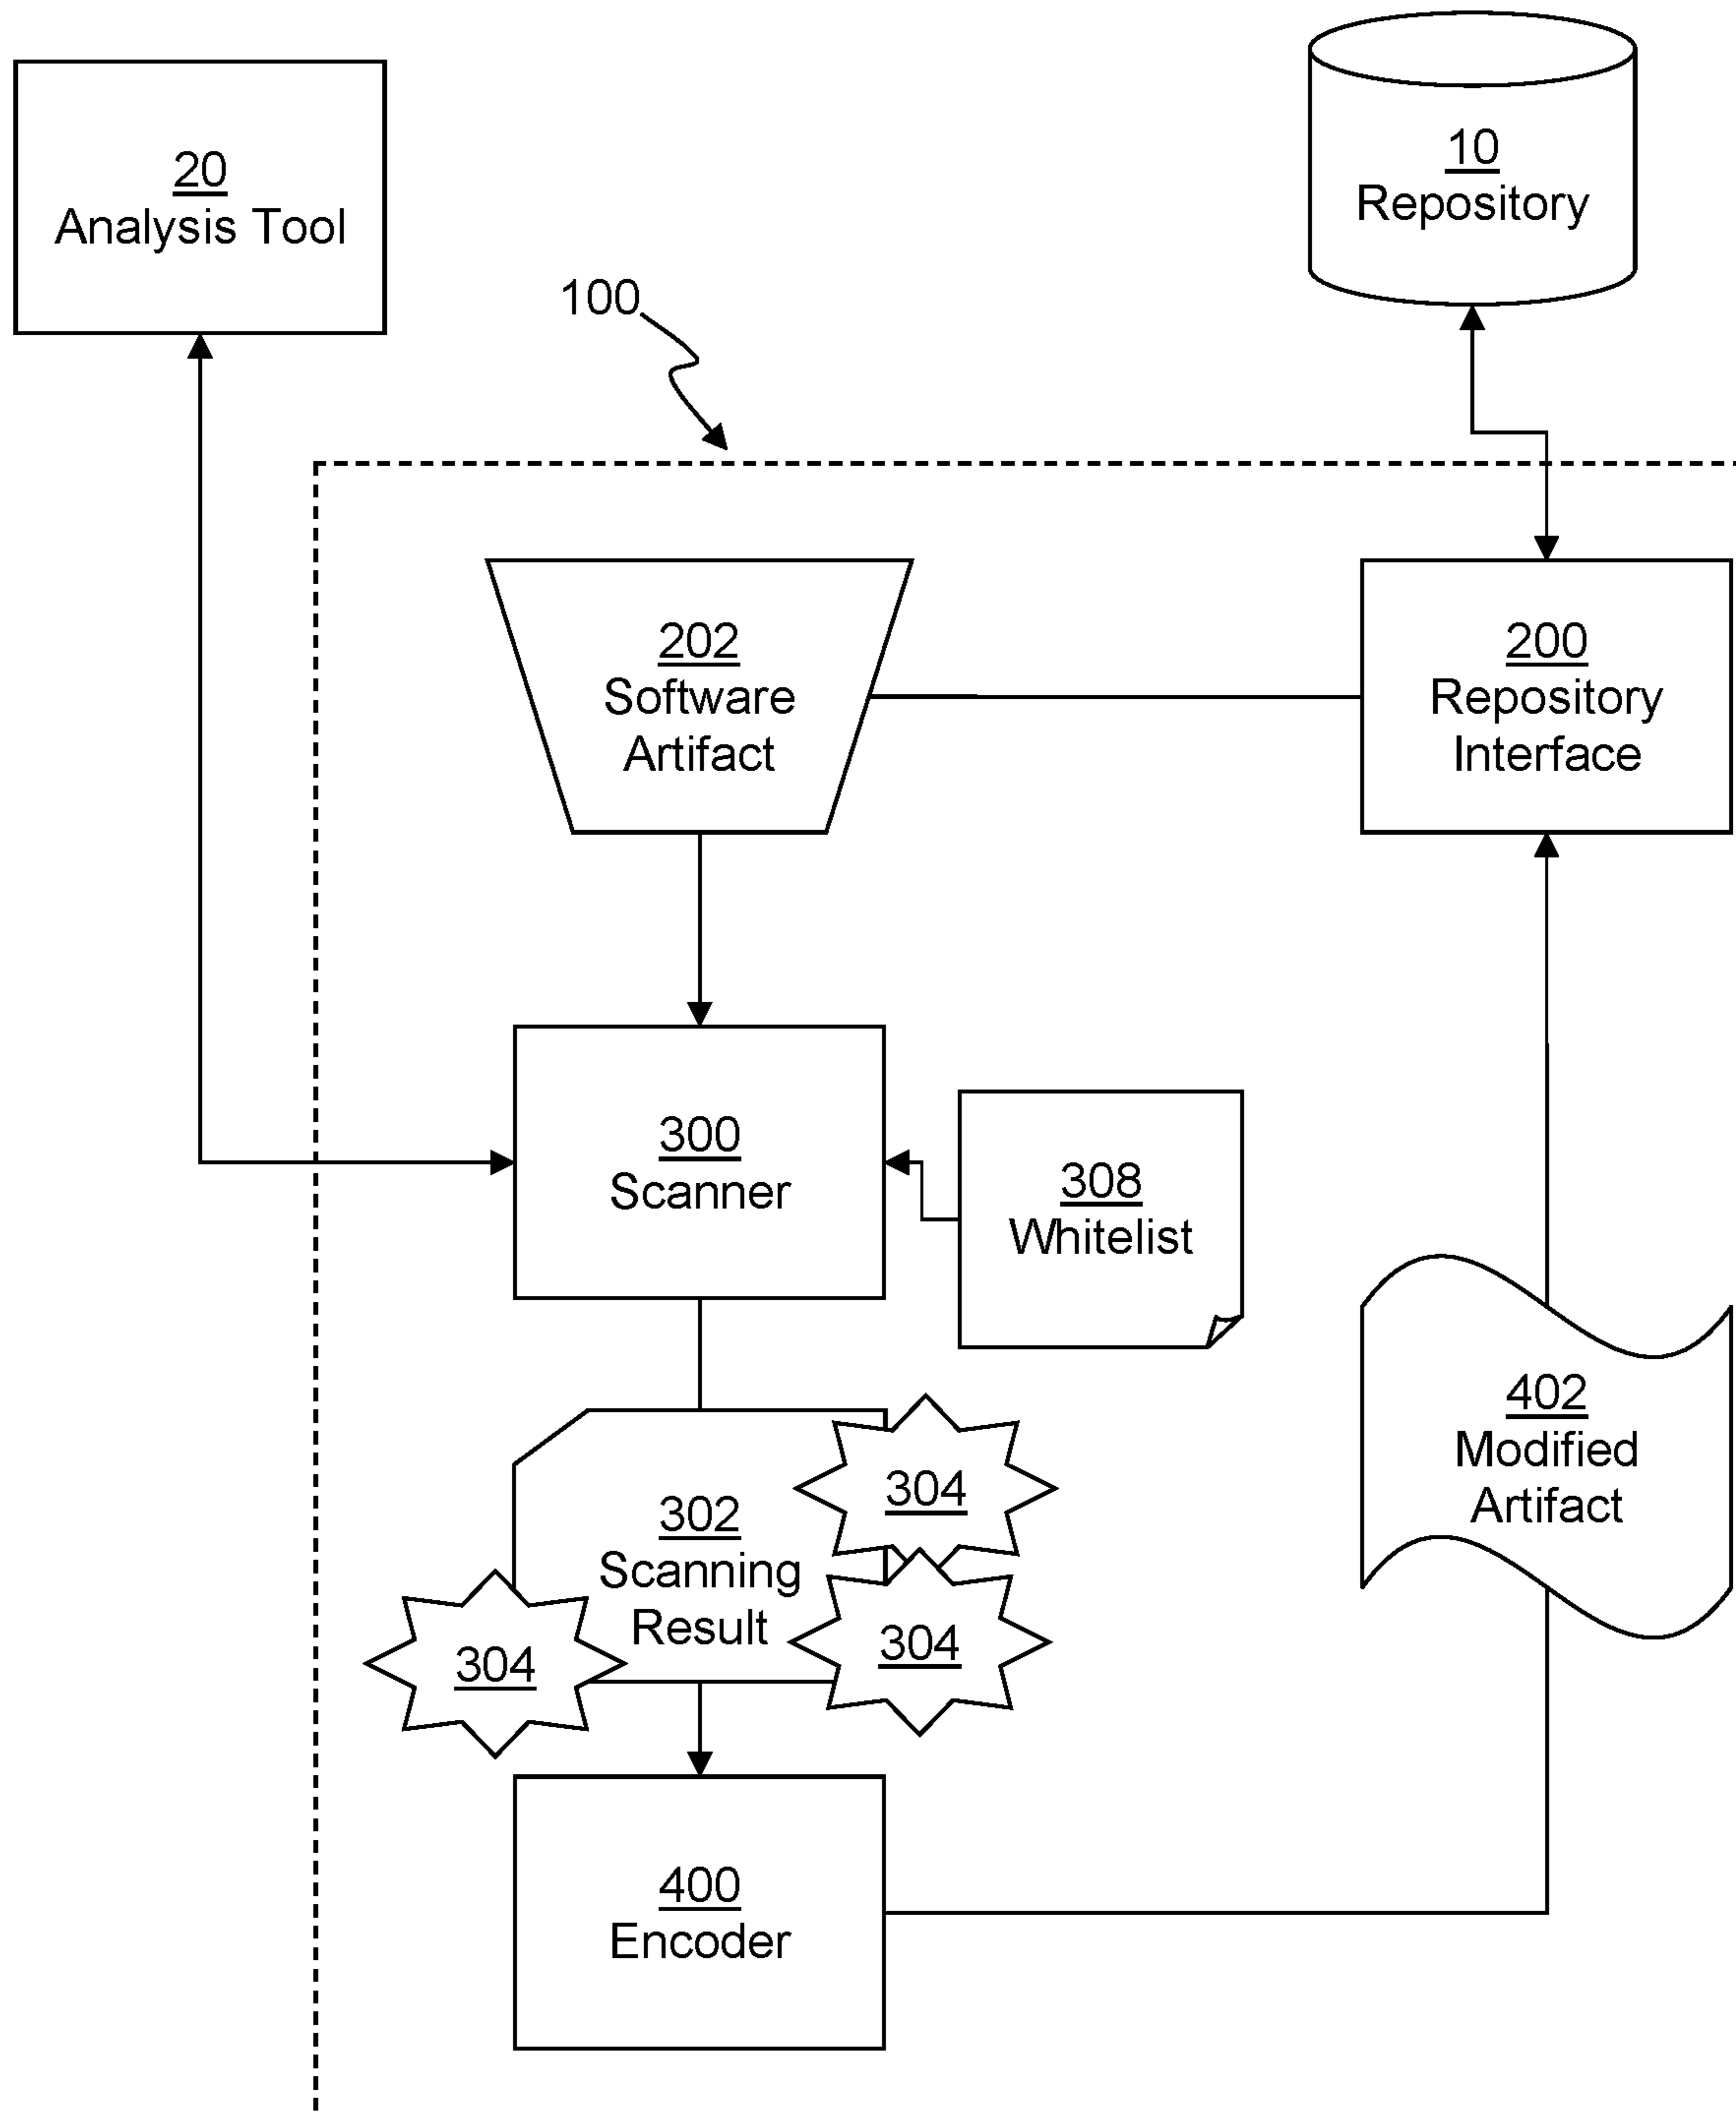 10
Repository
20
Analysis Tool
100
202
Software
Artifact
200
Repository
Interface
300
Scanner
308
Whitelist
402
Modified
Artifact
304
302
Scanning
Result
304
304
400
Encoder